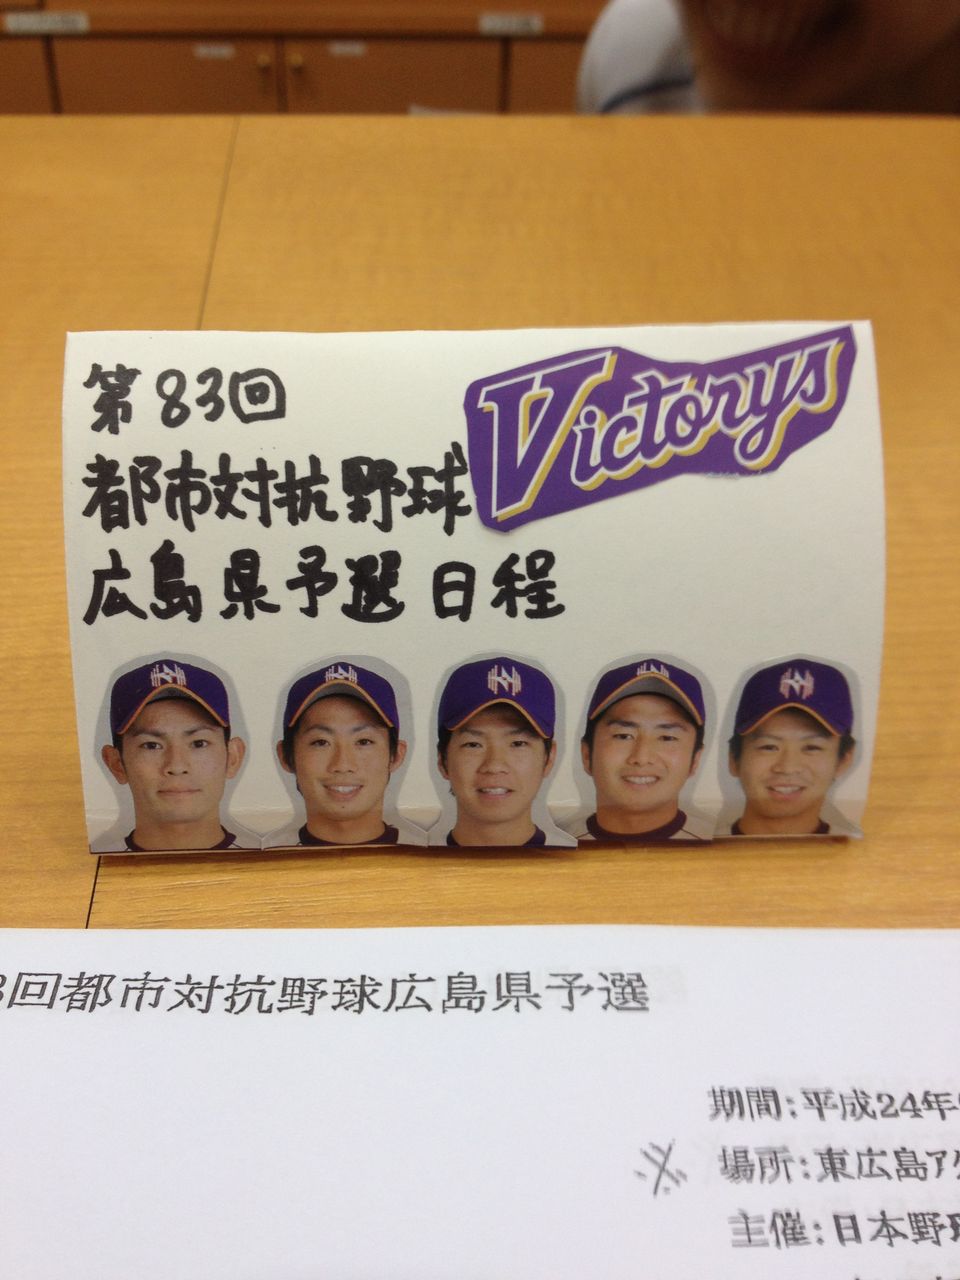 第83回
都市対抗野球
広島県予選日程
Victorys
回都市対抗野球広島県予選
期間:平成24年
※ 場所:東広島ア
主催:日本野